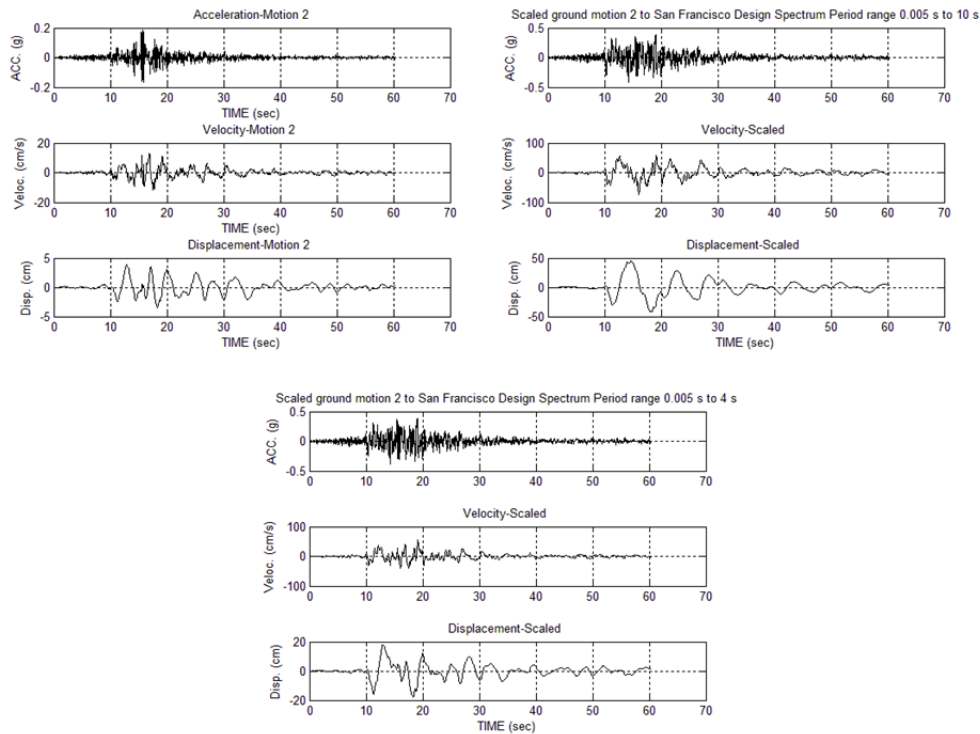 Acceleration-Motion 2
0.2
0
-0.2
ACC. (g)
0 10 20 30 40 50 60 70
TIME (sec)
Velocity-Motion 2
20
0
-20
Veloc. (cm/s)
0 10 20 30 40 50 60 70
TIME (sec)
Displacement-Motion 2
5
0
-5
Disp. (cm)
0 10 20 30 40 50 60 70
TIME (sec)
Scaled ground motion 2 to San Francisco Design Spectrum Period range 0.005 s to 10 s
0.5
0
-0.5
ACC. (g)
0 10 20 30 40 50 60 70
TIME (sec)
Velocity-Scaled
100
0
-100
Veloc. (cm/s)
0 10 20 30 40 50 60 70
Displacement-Scaled
50
0
-50
Disp. (cm)
0 10 20 30 40 50 60 70
TIME (sec)
Scaled ground motion 2 to San Francisco Design Spectrum Period range 0.005 s to 4 s
0.5
0
-0.5
ACC. (g)
0 10 20 30 40 50 60 70
Velocity-Scaled
100
0
-100
Veloc. (cm/s)
0 10 20 30 40 50 60 70
Displacement-Scaled
20
0
-20
Disp. (cm)
0 10 20 30 40 50 60 70
TIME (sec)